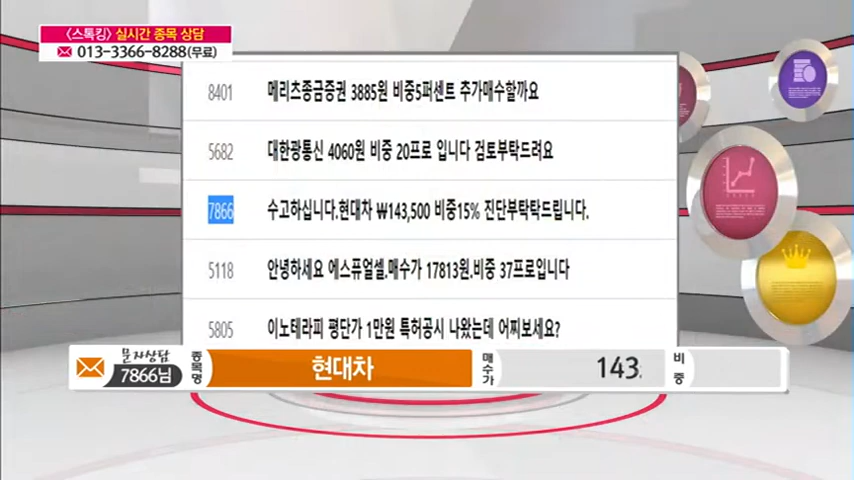 <스톡킹> 실시간 종목 상담
013-3366-8288(무료)
8401 메리츠종금증권 3885원 비중5퍼센트 추가매수할까요
5682 대한광통신 4060원 비중 20프로 입니다 검토부탁드려요
7866 수고하십니다.현대차 ₩143,500 비중15% 진단부탁탁드립니다.
5118 안녕하세요 에스퓨얼셀.매수가 17813원.비중 37프로입니다
5805 이노테라피 평단가 1만원 특허공시 나왔는데 어찌보세요?
문자상담
7866님
종목명
현대차
매수가
143
비중